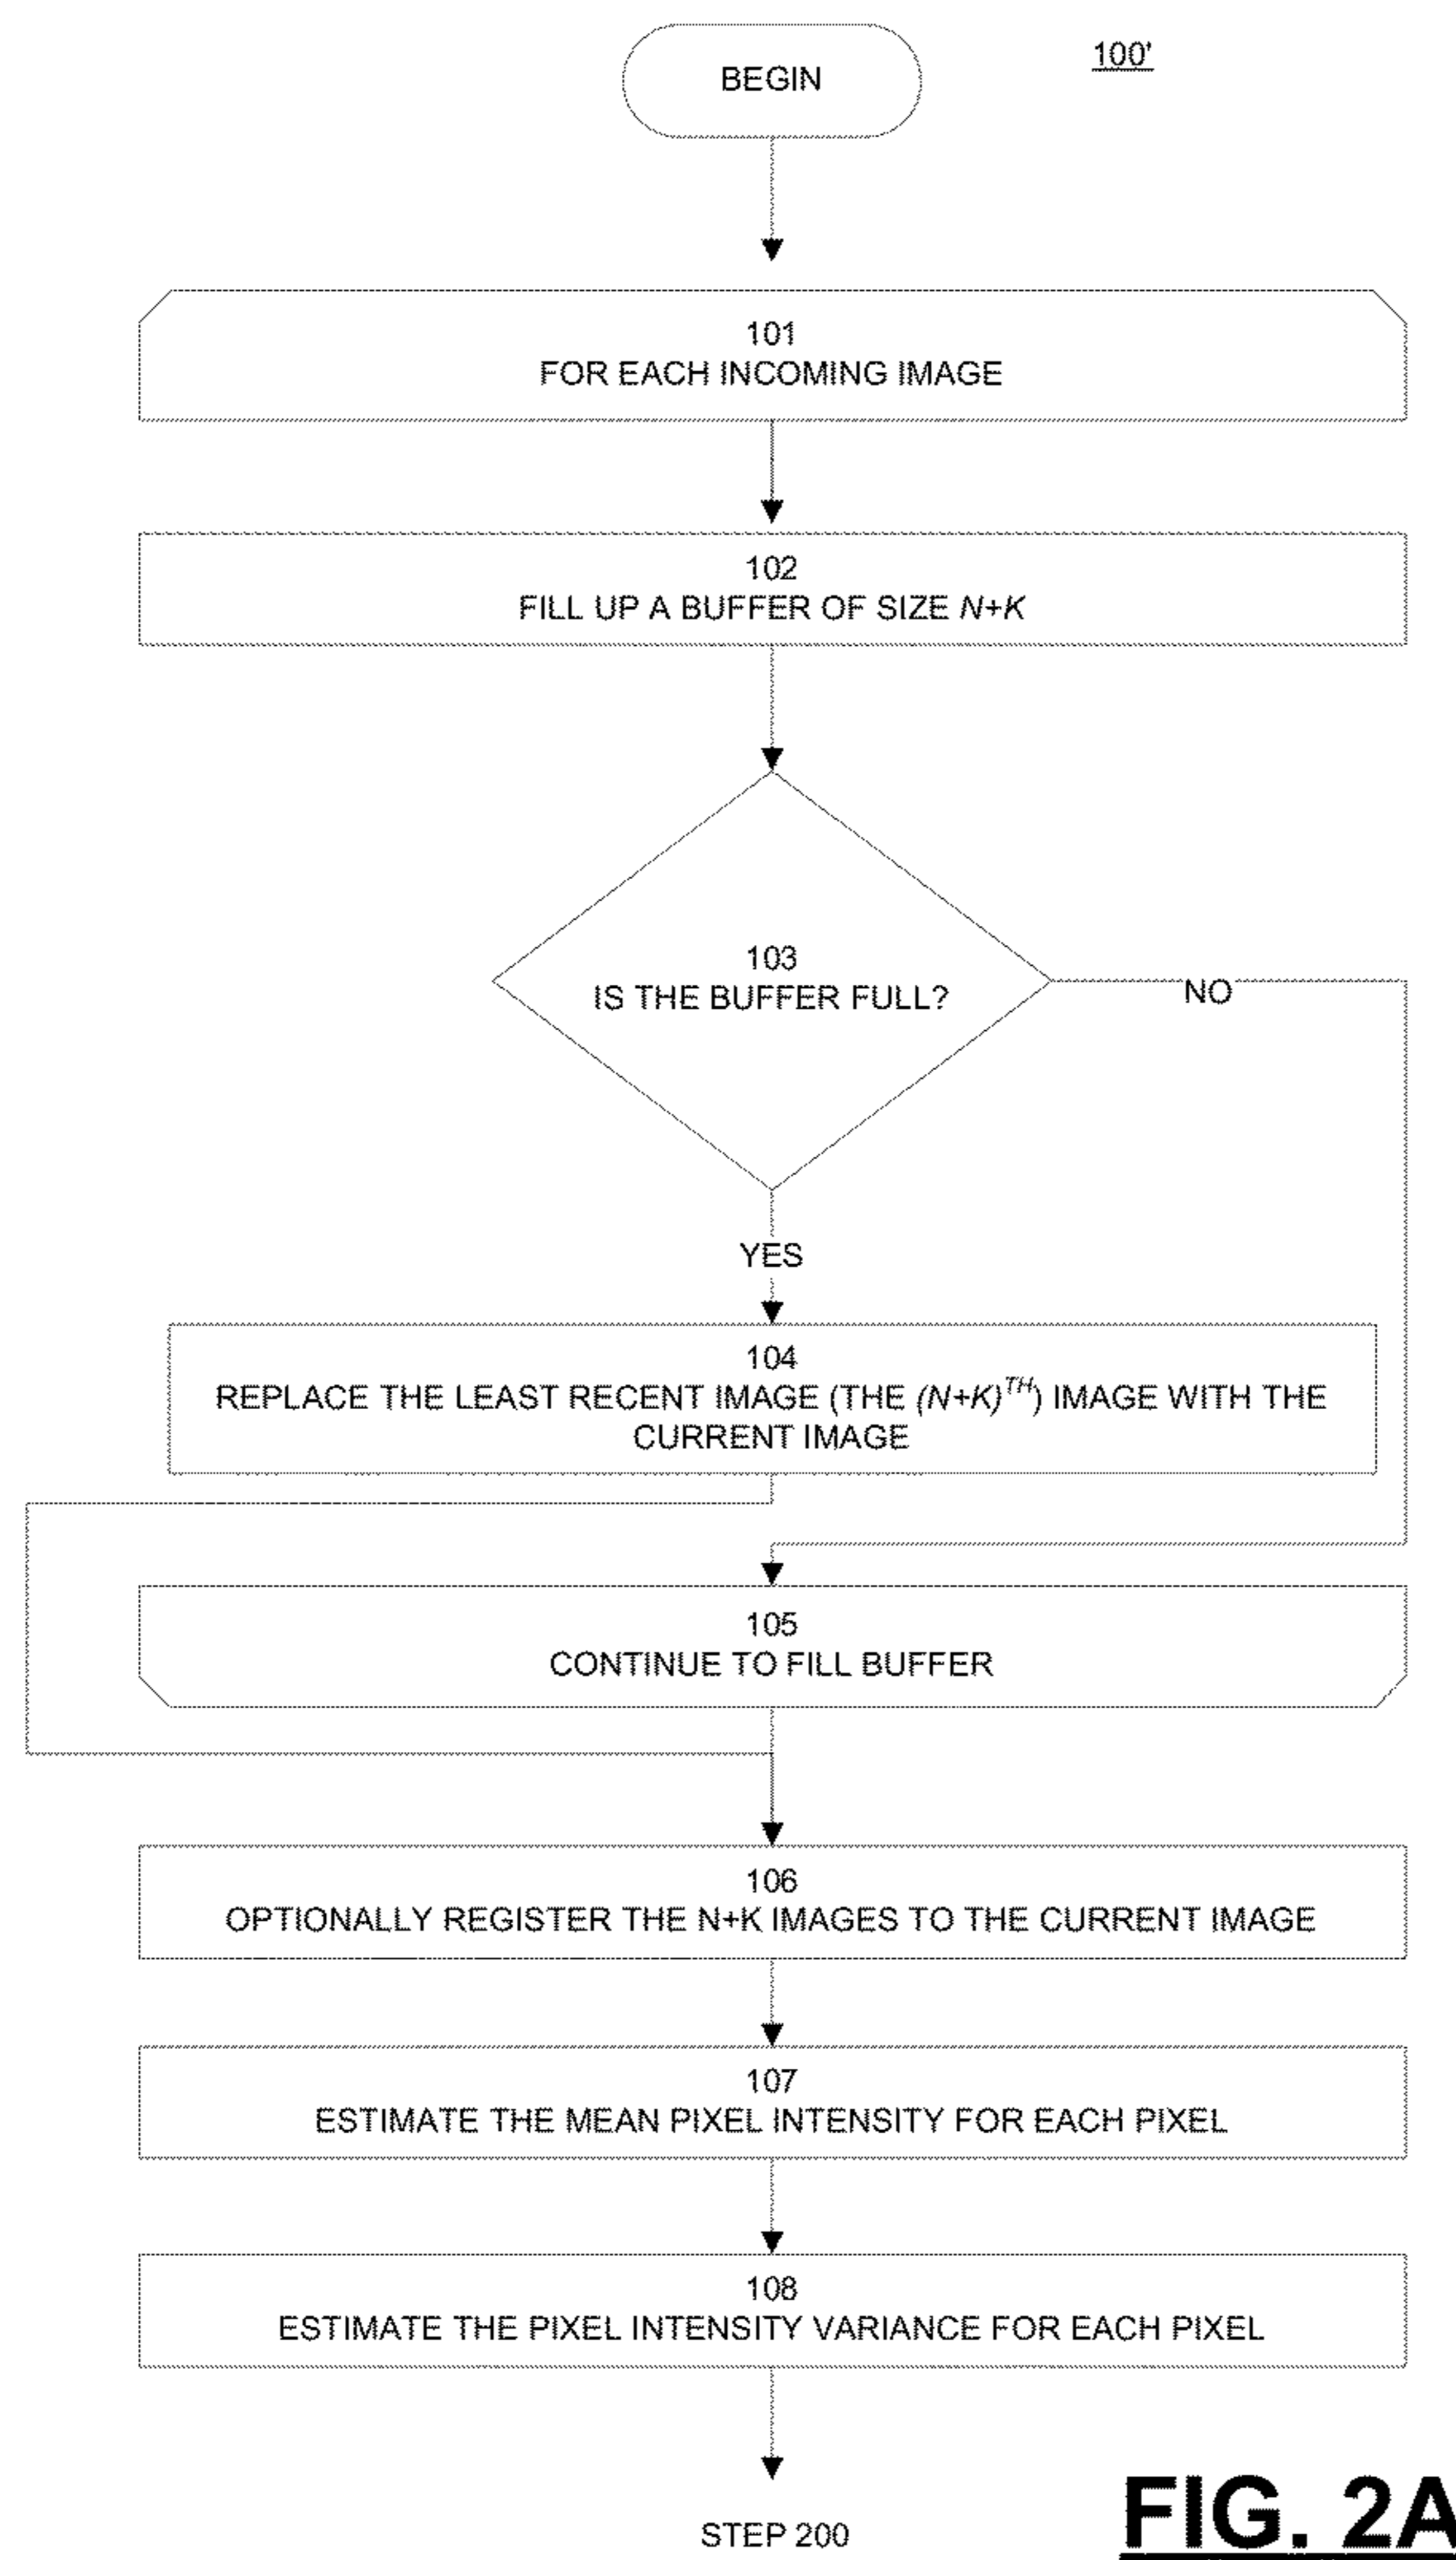 100'
BEGIN
101
FOR EACH INCOMING IMAGE
102
FILL UP A BUFFER OF SIZE N+K
103
IS THE BUFFER FULL?
NO
YES
104
REPLACE THE LEAST RECENT IMAGE (THE (N+K)^TH) IMAGE WITH THE
CURRENT IMAGE
105
CONTINUE TO FILL BUFFER
106
OPTIONALLY REGISTER THE N+K IMAGES TO THE CURRENT IMAGE
107
ESTIMATE THE MEAN PIXEL INTENSITY FOR EACH PIXEL
108
ESTIMATE THE PIXEL INTENSITY VARIANCE FOR EACH PIXEL
STEP 200
FIG. 2A